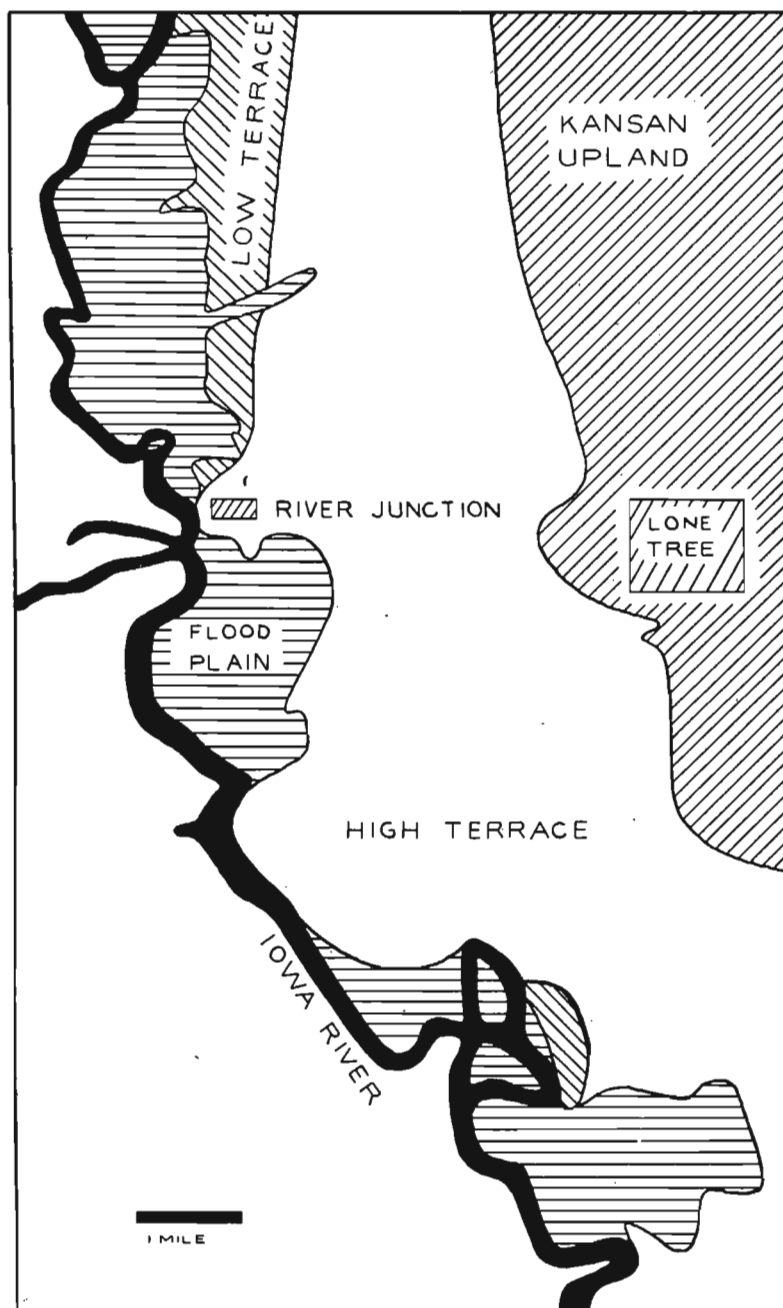 LOW TERRACE
KANSAN
UPLAND
RIVER JUNCTION
LONE
TREE
FLOOD
PLAIN
HIGH TERRACE
IOWA RIVER
1 MILE